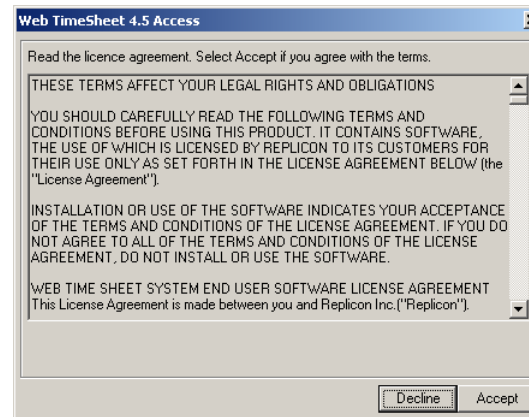 Web TimeSheet 4.5 Access
Read the licence agreement. Select Accept if you agree with the terms.
THESE TERMS AFFECT YOUR LEGAL RIGHTS AND OBLIGATIONS
YOU SHOULD CAREFULLY READ THE FOLLOWING TERMS AND
CONDITIONS BEFORE USING THIS PRODUCT. IT CONTAINS SOFTWARE,
THE USE OF WHICH IS LICENSED BY REPLICON TO ITS CUSTOMERS FOR
THEIR USE ONLY AS SET FORTH IN THE LICENSE AGREEMENT BELOW (the
"License Agreement").
INSTALLATION OR USE OF THE SOFTWARE INDICATES YOUR ACCEPTANCE
OF THE TERMS AND CONDITIONS OF THE LICENSE AGREEMENT. IF YOU DO
NOT AGREE TO ALL OF THE TERMS AND CONDITIONS OF THE LICENSE
AGREEMENT, DO NOT INSTALL OR USE THE SOFTWARE.
WEB TIME SHEET SYSTEM END USER SOFTWARE LICENSE AGREEMENT
This License Agreement is made between you and Replicon Inc.("Replicon").
Decline Accept